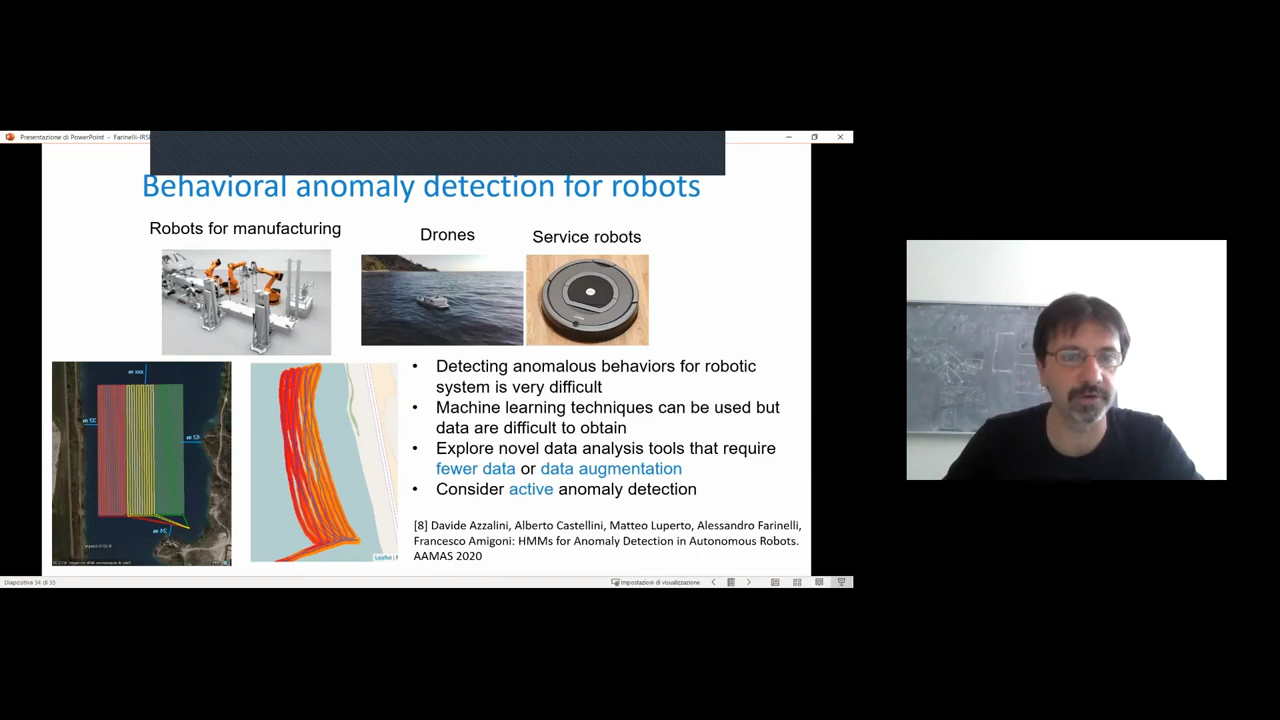 Presentazione di PowerPoint - Farinelli-IRSL
Behavioral anomaly detection for robots
Robots for manufacturing
Drones
Service robots
• Detecting anomalous behaviors for robotic
system is very difficult
• Machine learning techniques can be used but
data are difficult to obtain
• Explore novel data analysis tools that require
fewer data or data augmentation
• Consider active anomaly detection
[8] Davide Azzalini, Alberto Castellini, Matteo Luperto, Alessandro Farinelli,
Francesco Amigoni: HMMs for Anomaly Detection in Autonomous Robots.
AAMAS 2020
Leaflet |
Diapositiva 34 di 35
Impostazioni di visualizzazione